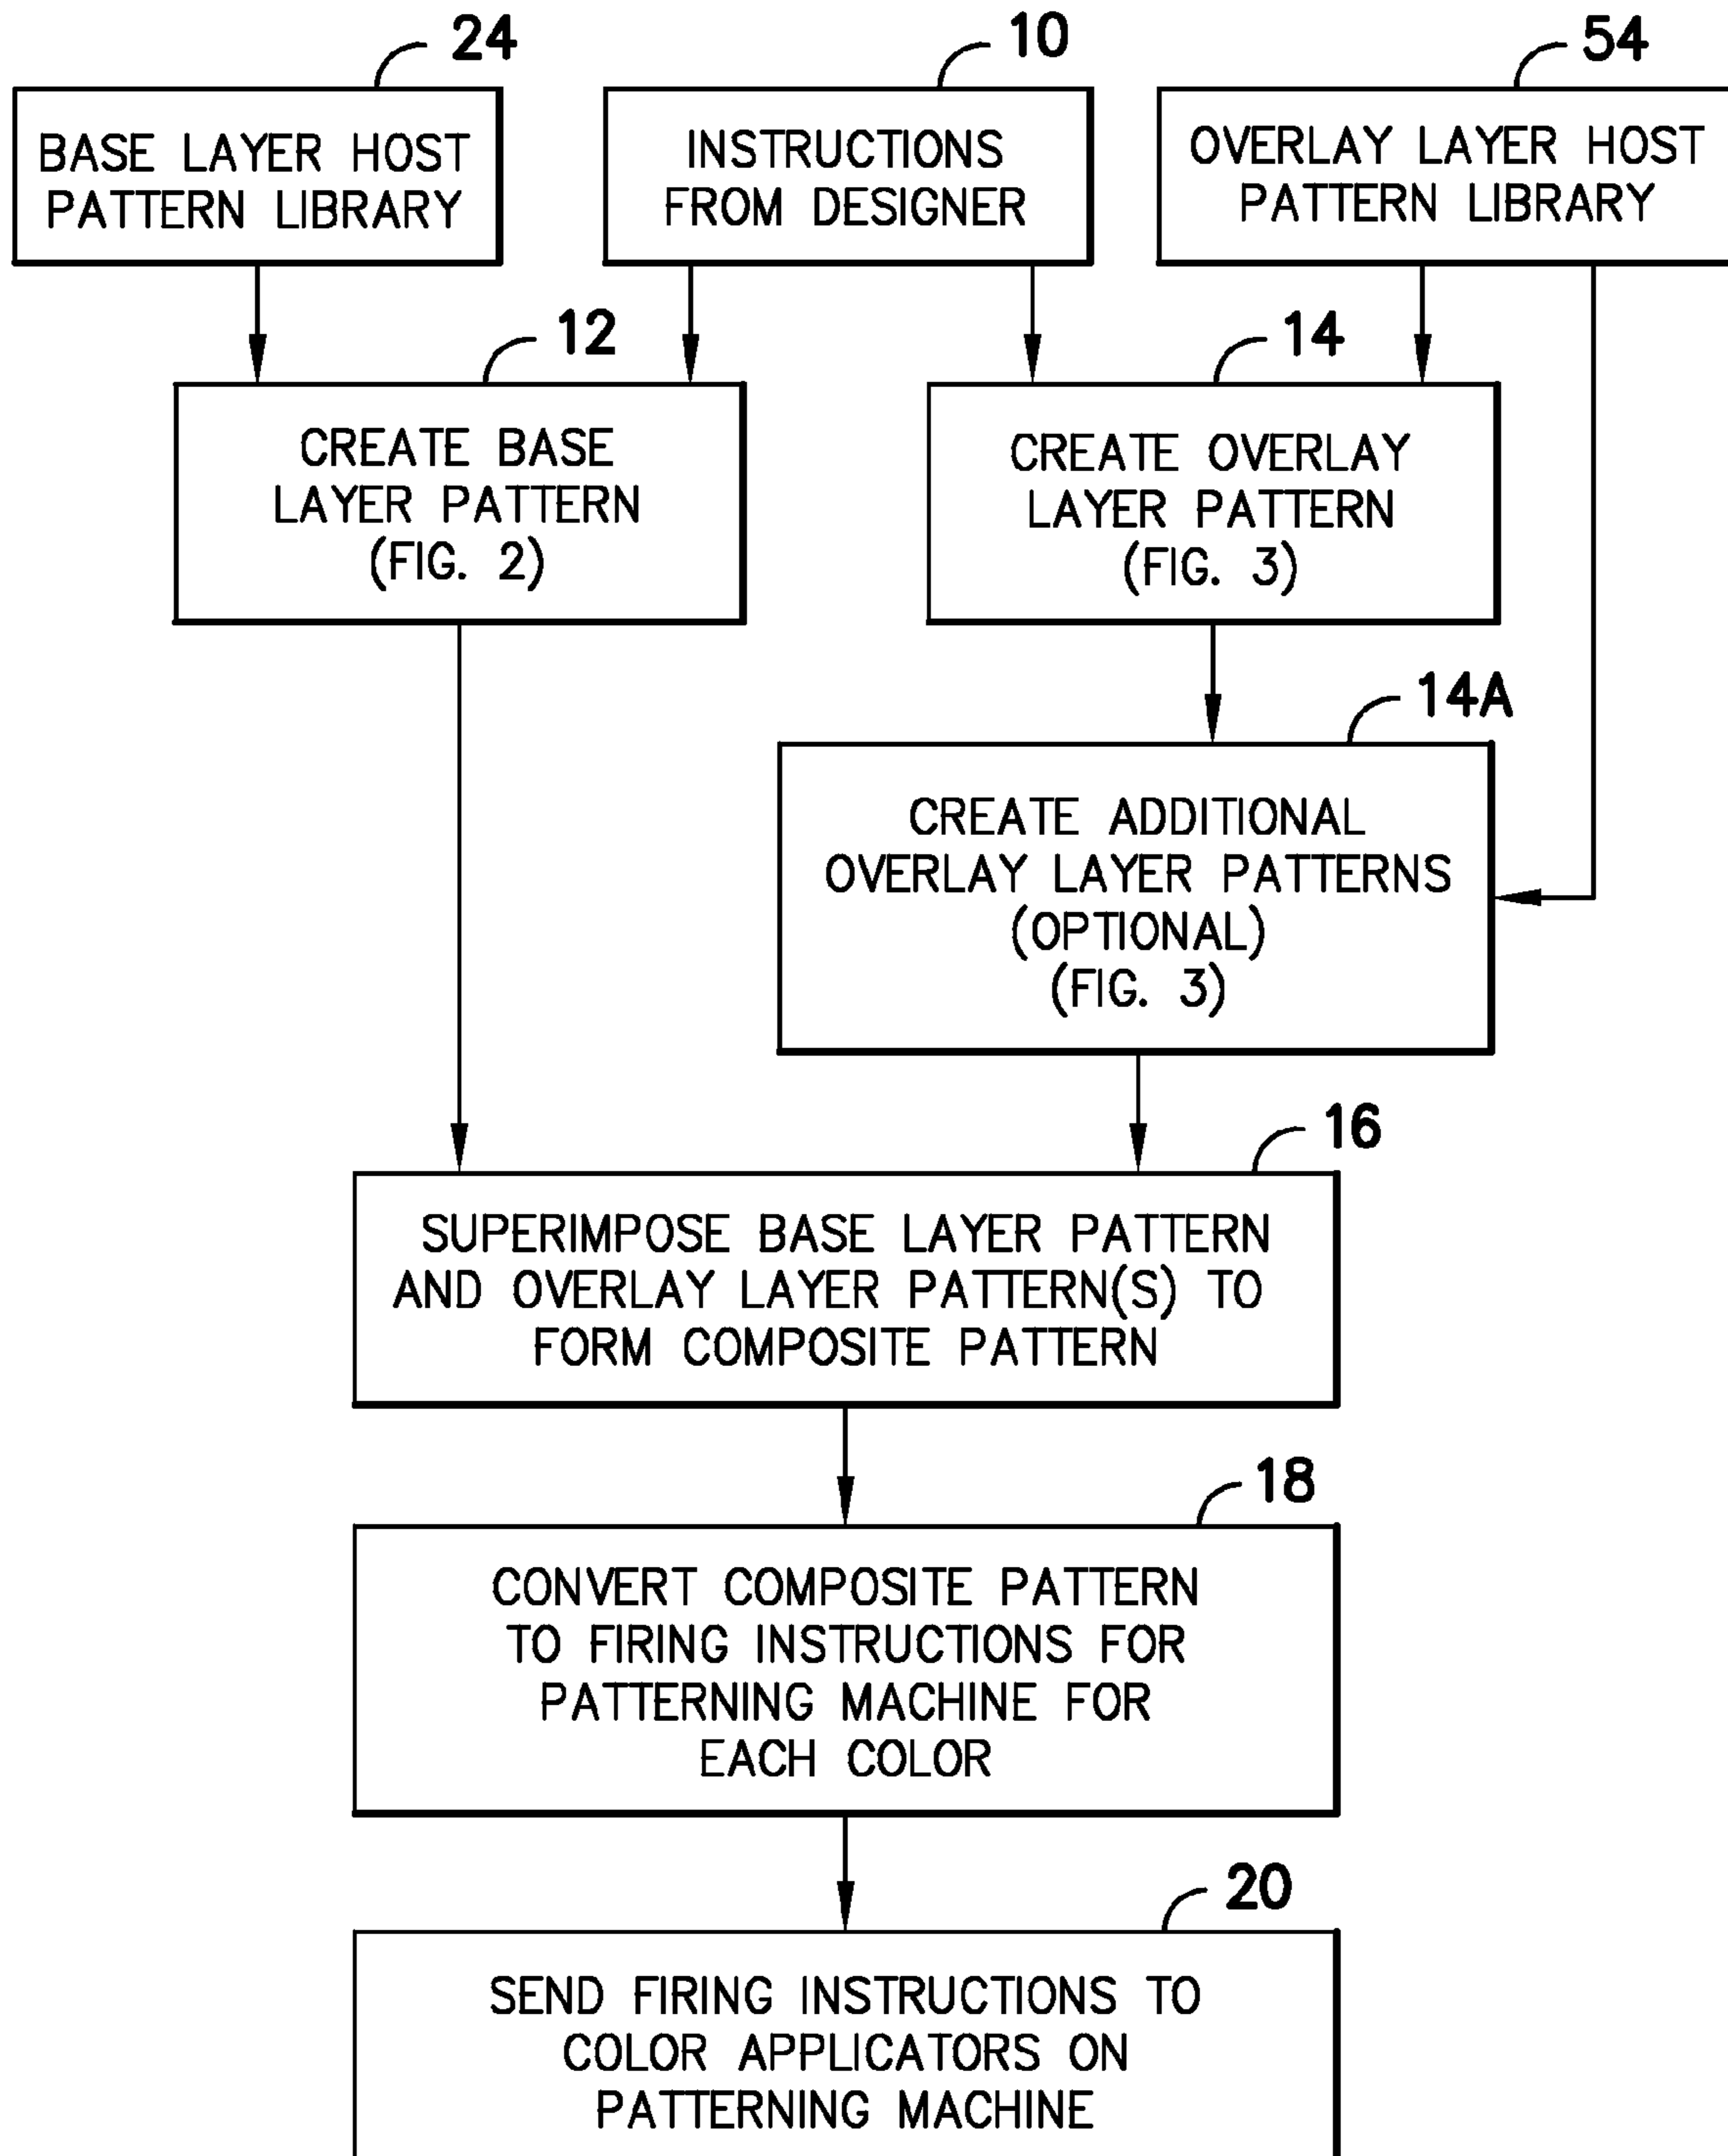 24
10
54
BASE LAYER HOST
PATTERN LIBRARY
INSTRUCTIONS
FROM DESIGNER
OVERLAY LAYER HOST
PATTERN LIBRARY
12
14
CREATE BASE
LAYER PATTERN
(FIG. 2)
CREATE OVERLAY
LAYER PATTERN
(FIG. 3)
14A
CREATE ADDITIONAL
OVERLAY LAYER PATTERNS
(OPTIONAL)
(FIG. 3)
16
SUPERIMPOSE BASE LAYER PATTERN
AND OVERLAY LAYER PATTERN(S) TO
FORM COMPOSITE PATTERN
18
CONVERT COMPOSITE PATTERN
TO FIRING INSTRUCTIONS FOR
PATTERNING MACHINE FOR
EACH COLOR
20
SEND FIRING INSTRUCTIONS TO
COLOR APPLICATORS ON
PATTERNING MACHINE